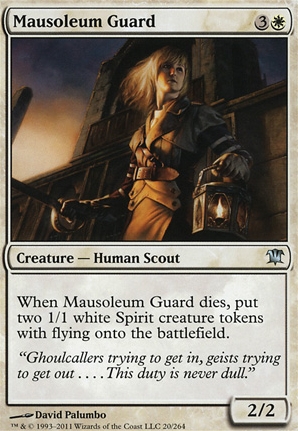 Mausoleum Guard 3
Creature — Human Scout
When Mausoleum Guard dies, put
two 1/1 white Spirit creature tokens
with flying onto the battlefield.
“Ghoulcallers trying to get in, geists trying
to get out . . . . This duty is never dull.”
David Palumbo
2/2
™ & © 1993–2011 Wizards of the Coast LLC 20/264